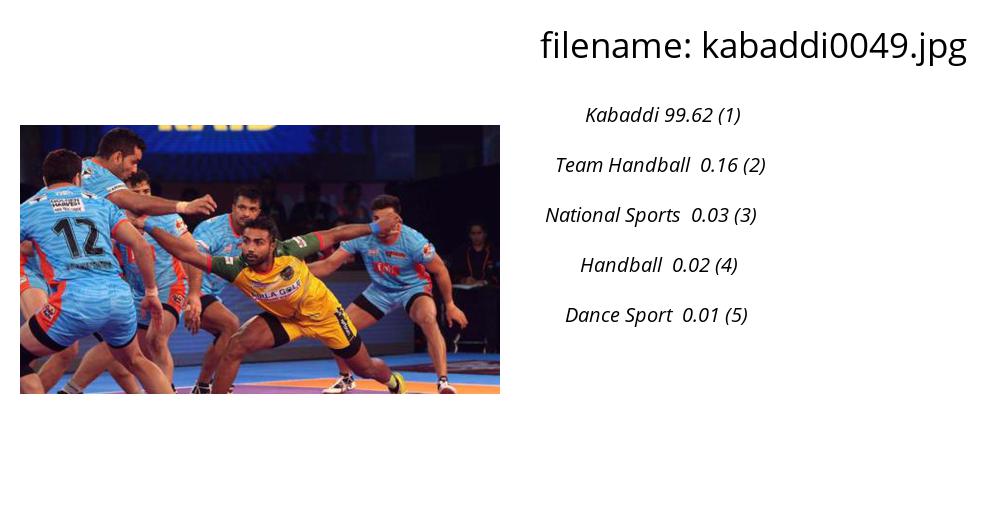 filename: kabaddi0049.jpg
Kabaddi 99.62 (1)
Team Handball 0.16 (2)
National Sports 0.03 (3)
Handball 0.02 (4)
Dance Sport 0.01 (5)
12